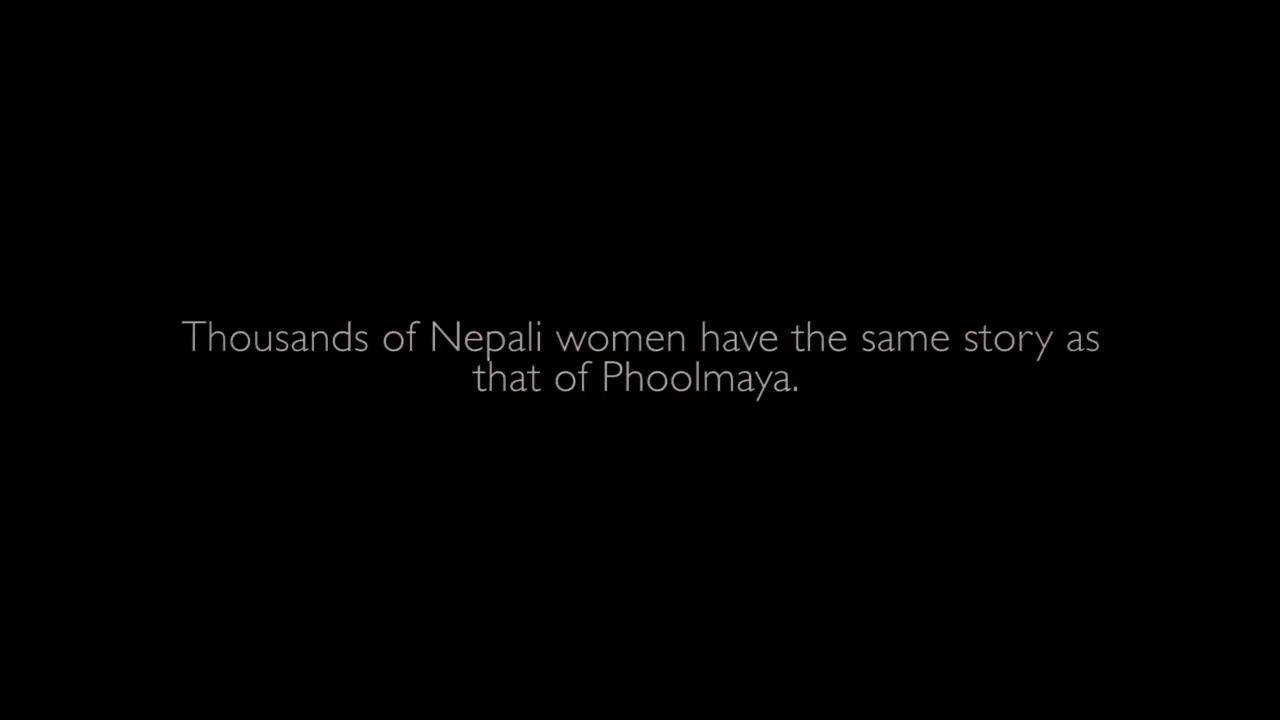 Thousands of Nepali women have the same story as
that of Phoolmaya.